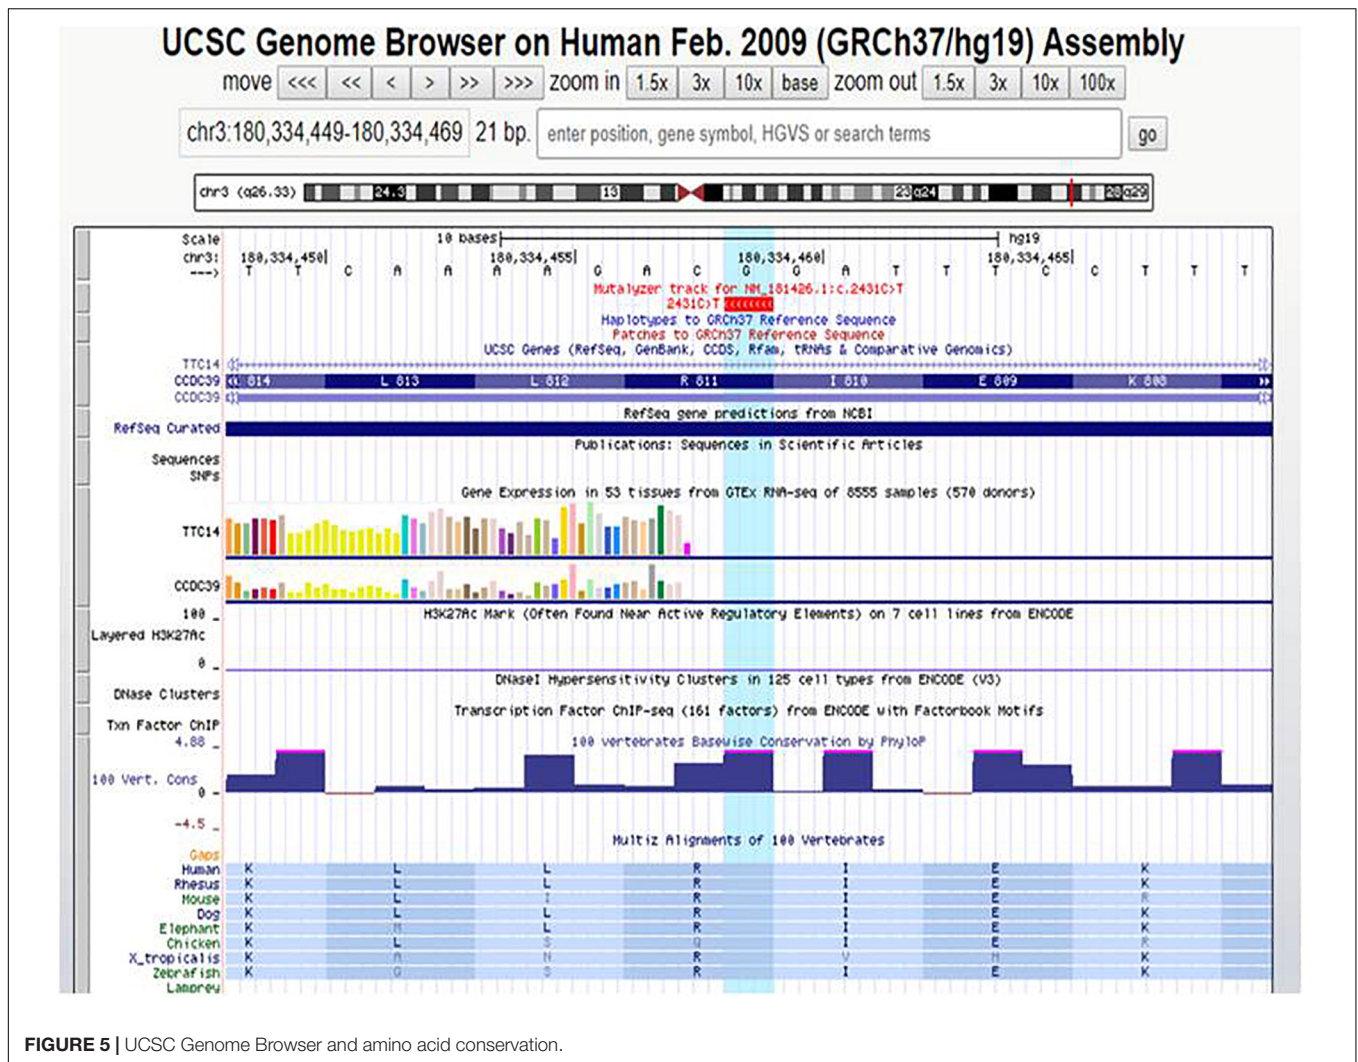 UCSC Genome Browser on Human Feb. 2009 (GRCh37/hg19) Assembly
move <<< << < > >> >>> zoom in 1.5x 3x 10x base zoom out 1.5x 3x 10x 100x
chr3:180,334,449-180,334,469 21 bp. enter position, gene symbol, HGVS or search terms go
chr3 (q26.33) 24.3 13 23 q24 28 q29
Scale 10 bases hg19
chr3: 180,334,450 180,334,455 180,334,460 180,334,465
---> T T C A A A A G A C G G A T T T C C T T T
Mutalyzer track for NM_181426.1:c.2431C>T
2431C>T
Haplotypes to GRCh37 Reference Sequence
Patches to GRCh37 Reference Sequence
UCSC Genes (RefSeq, GenBank, CCDS, Rfam, tRNAs & Comparative Genomics)
TTC14
CCDC39 814 L 813 L 812 R 811 I 810 E 809 K 808
CCDC39
RefSeq gene predictions from NCBI
RefSeq Curated
Publications: Sequences in Scientific Articles
Sequences
SNPs
Gene Expression in 53 tissues from GTEx RNA-seq of 8555 samples (570 donors)
TTC14
CCDC39
H3K27Ac Mark (Often Found Near Active Regulatory Elements) on 7 cell lines from ENCODE
100 _
Layered H3K27Ac
0 _
DNaseI Hypersensitivity Clusters in 125 cell types from ENCODE (V3)
DNase Clusters
Transcription Factor ChIP-seq (161 factors) from ENCODE with Factorbook Motifs
Txn Factor ChIP
100 vertebrates Basewise Conservation by PhyloP
4.88 _
100 Vert. Cons
0 _
-4.5 _
Multiz Alignments of 100 Vertebrates
Gaps
Human K L L R I E K
Rhesus K L L R I E K
Mouse K L I R I E R
Dog K L L R I E K
Elephant K M L R I E K
Chicken K L S Q I E R
X_tropicalis K A N R V M K
Zebrafish K G S R I E K
Lamprey
FIGURE 5 | UCSC Genome Browser and amino acid conservation.